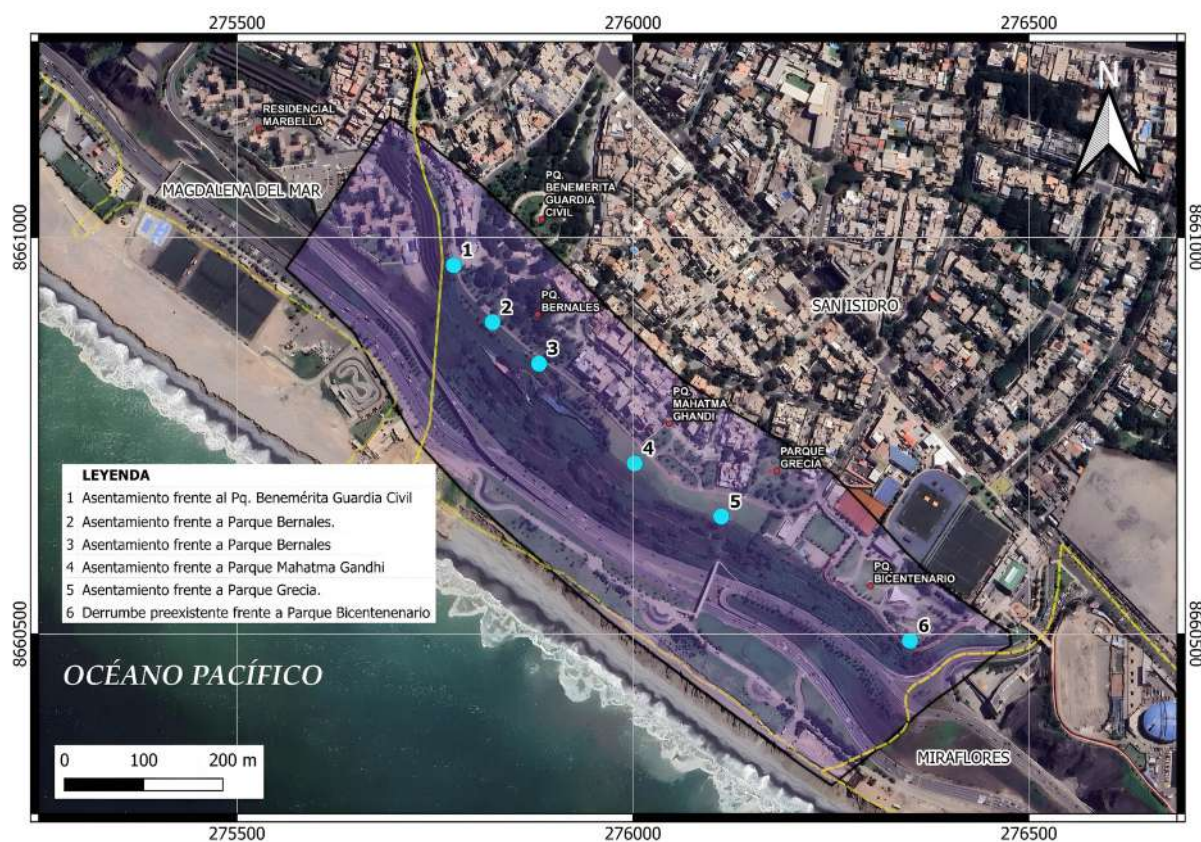 275500
276000
276500
N
RESIDENCIAL
MARBELLA
MAGDALENA DEL MAR
PQ.
BENEMERITA
GUARDIA
CIVIL
8661000
8661000
1
2
PQ.
BERNALES
3
SAN ISIDRO
PQ.
MAHATMA
GHANDI
4
PARQUE
GRECIA
5
PQ.
BICENTENARIO
6
LEYENDA
1 Asentamiento frente al Pq. Benemérita Guardia Civil
2 Asentamiento frente a Parque Bernales.
3 Asentamiento frente a Parque Bernales
4 Asentamiento frente a Parque Mahatma Gandhi
5 Asentamiento frente a Parque Grecia.
6 Derrumbe preexistente frente a Parque Bicentenenario
8660500
8660500
OCÉANO PACÍFICO
MIRAFLORES
0 100 200 m
275500
276000
276500